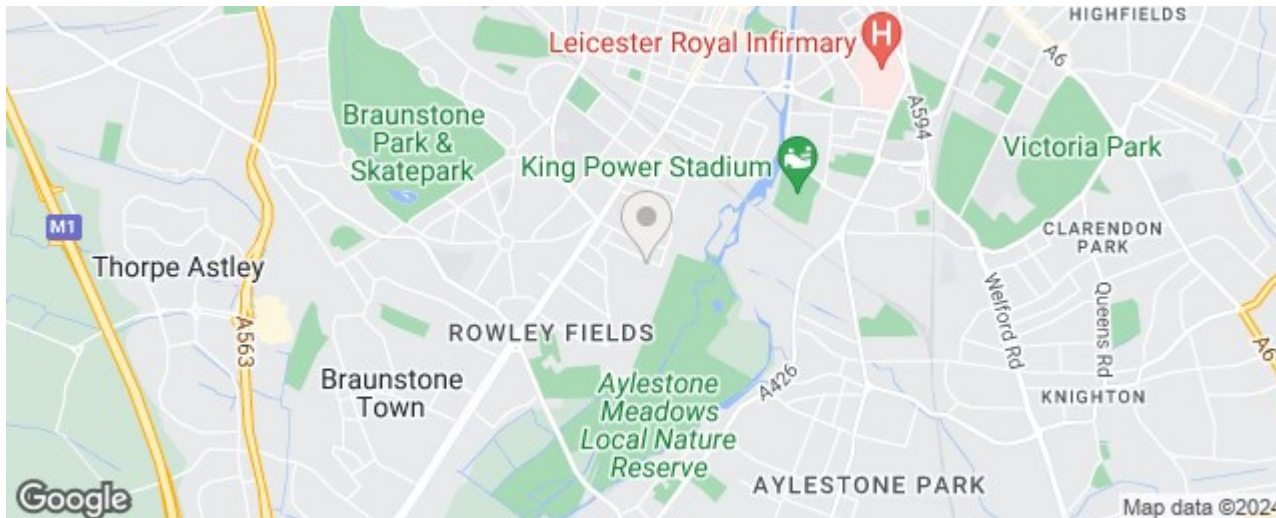 HIGHFIELDS
Leicester Royal Infirmary
H
A6
A594
Braunstone
Park &
Skatepark
King Power Stadium
Victoria Park
M1
CLARENDON
PARK
Thorpe Astley
Welford Rd
Queens Rd
A563
ROWLEY FIELDS
A6
Braunstone
Town
Aylestone
Meadows
Local Nature
Reserve
A426
KNIGHTON
AYLESTONE PARK
Google
Map data ©2024